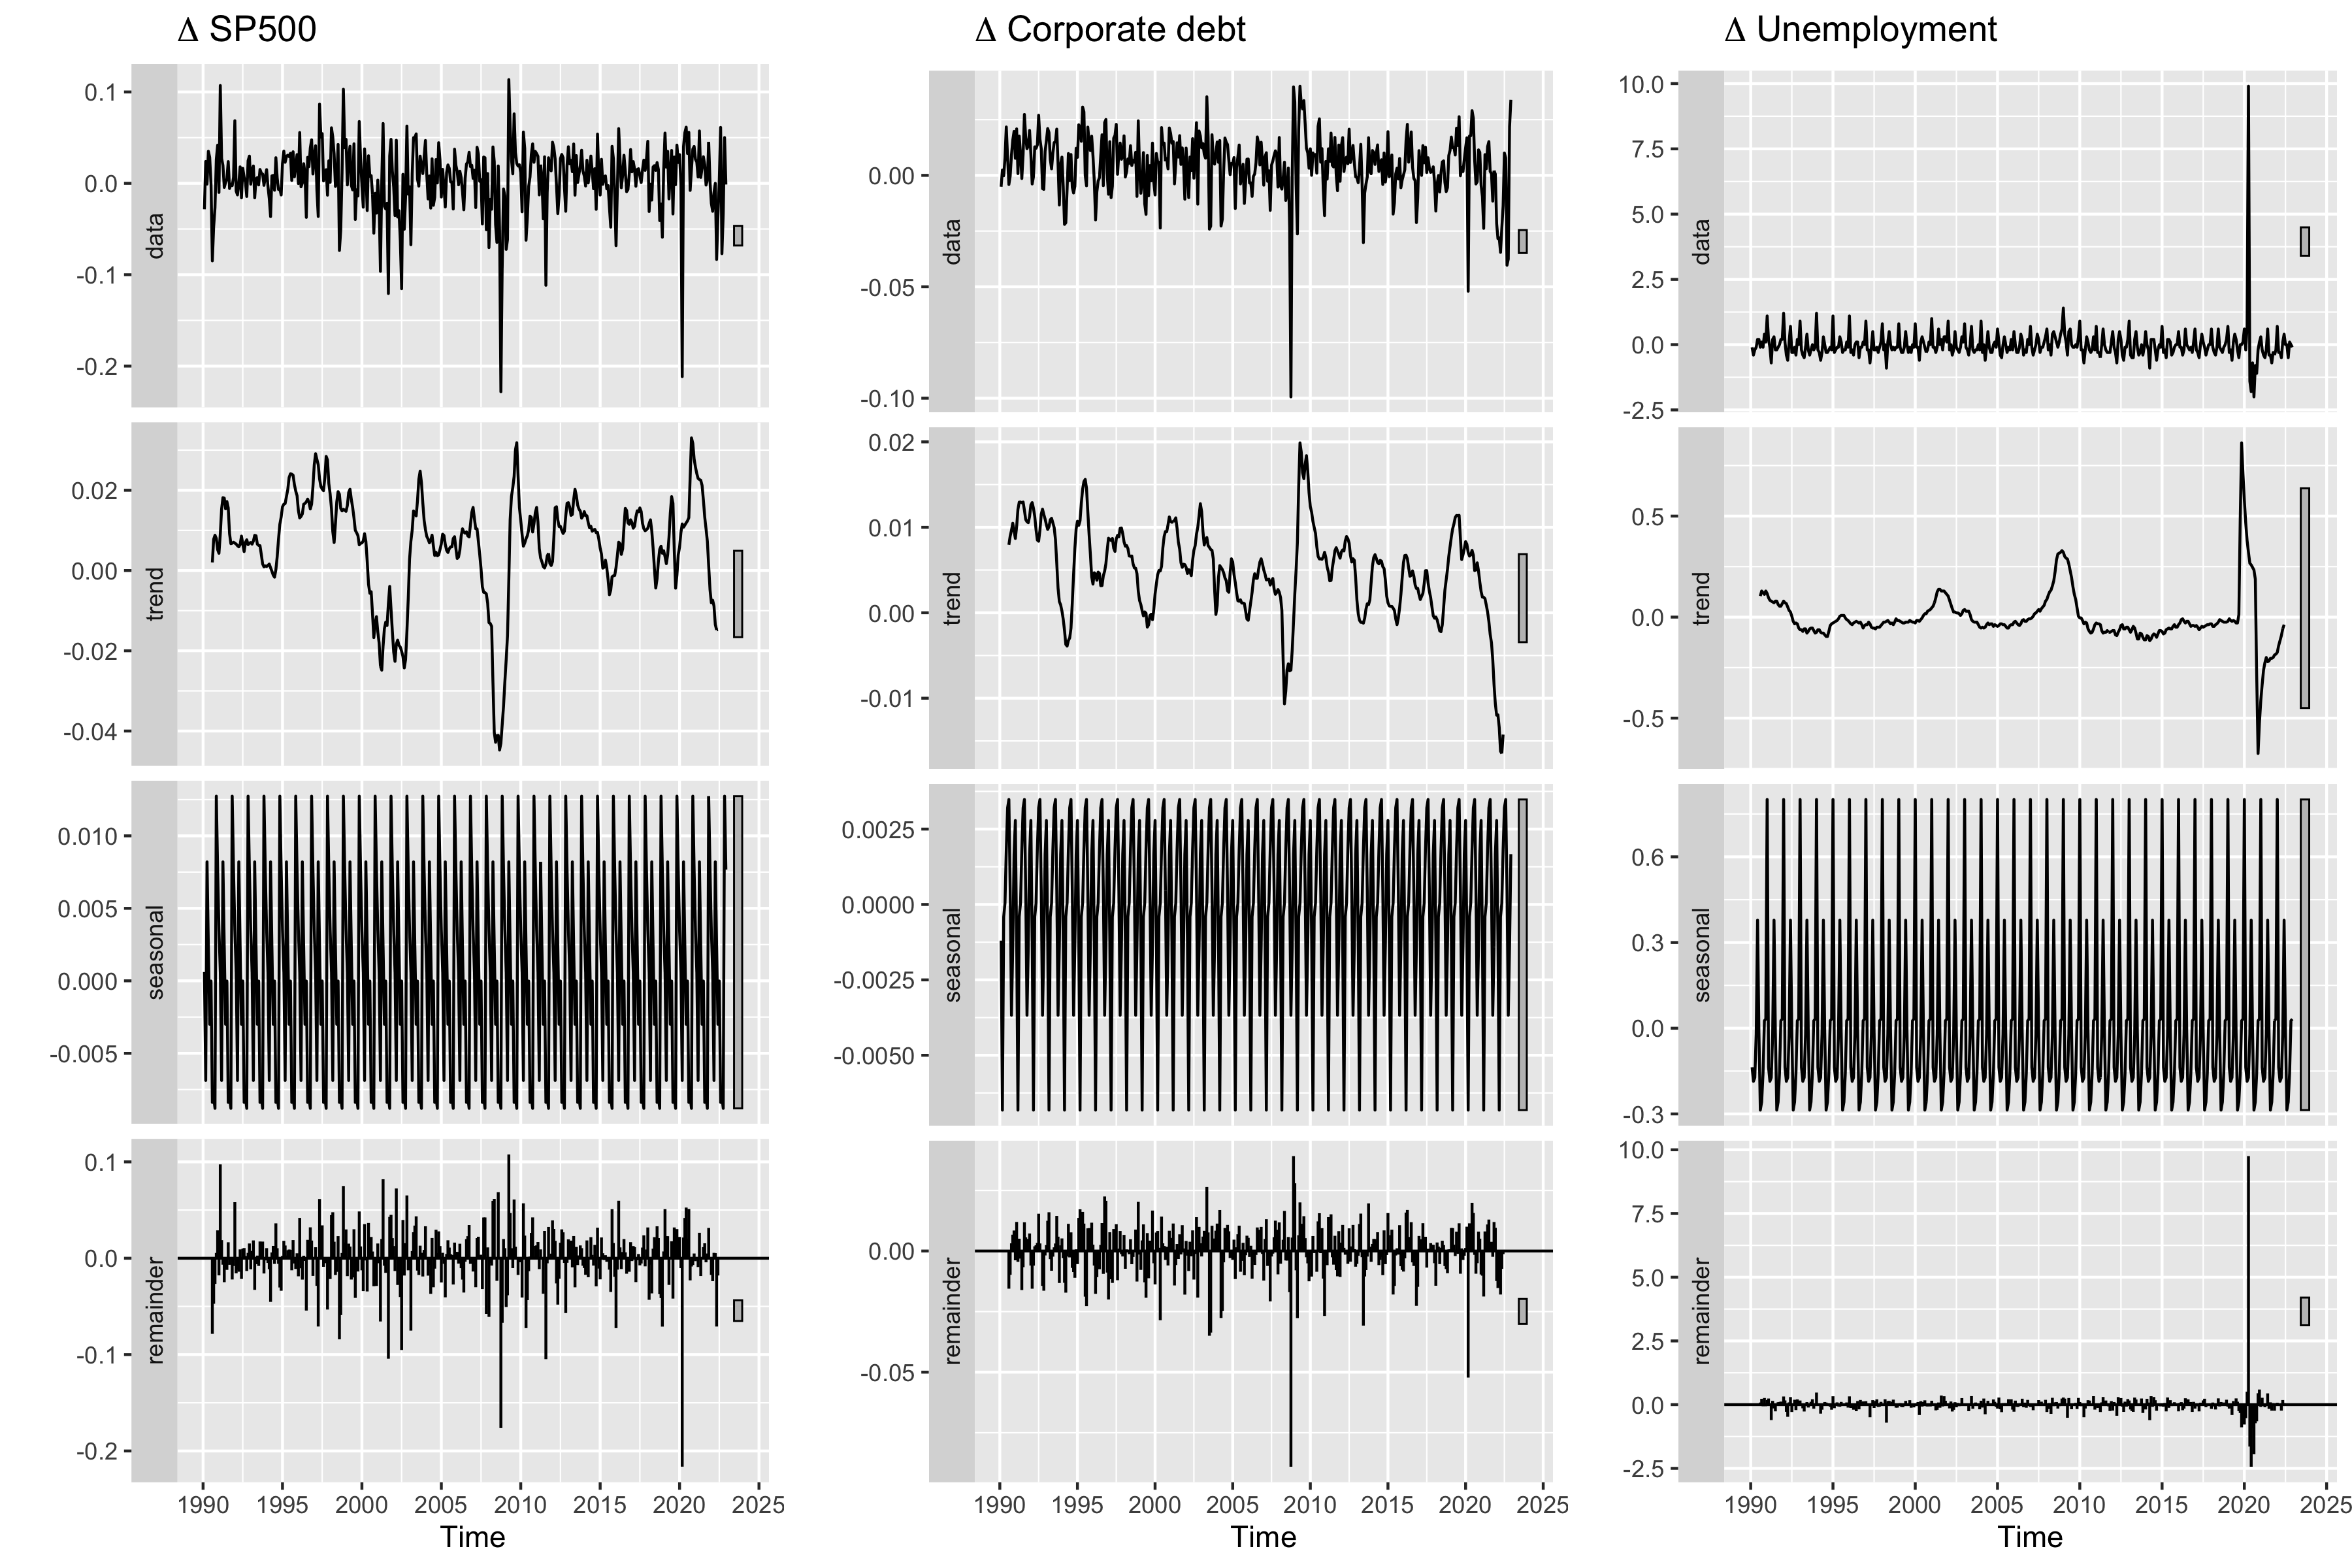 Δ SP500
0.1
0.0
-0.1
-0.2
data
0.02
0.00
-0.02
-0.04
trend
0.010
0.005
0.000
-0.005
seasonal
0.1
0.0
-0.1
-0.2
remainder
1990 1995 2000 2005 2010 2015 2020 2025
Time
Δ Corporate debt
0.00
-0.05
-0.10
data
0.02
0.01
0.00
-0.01
trend
0.0025
0.0000
-0.0025
-0.0050
seasonal
0.00
-0.05
remainder
1990 1995 2000 2005 2010 2015 2020 2025
Time
Δ Unemployment
10.0
7.5
5.0
2.5
0.0
-2.5
data
0.5
0.0
-0.5
trend
0.6
0.3
0.0
-0.3
seasonal
10.0
7.5
5.0
2.5
0.0
-2.5
remainder
1990 1995 2000 2005 2010 2015 2020 2025
Time